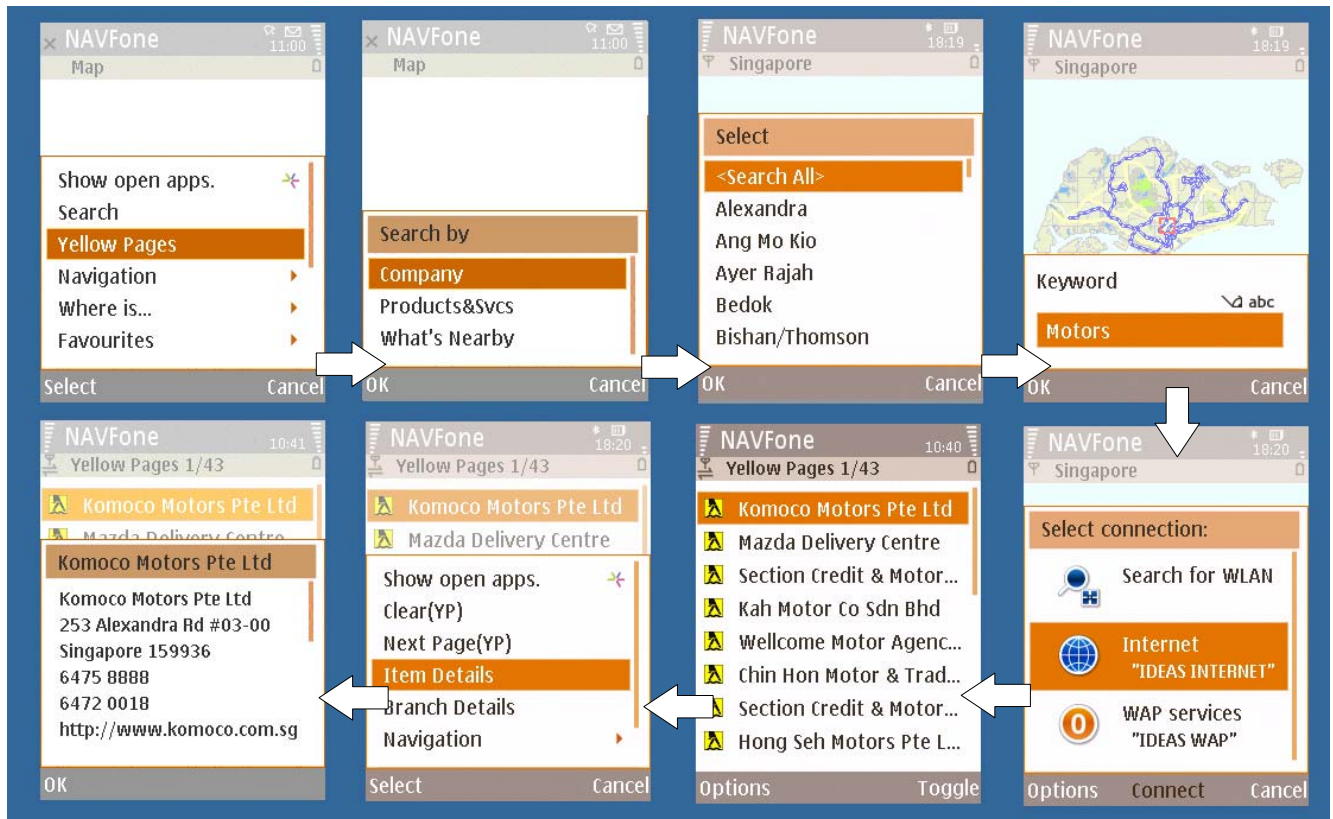 NAVFone
11:00
Map
Show open apps.
Search
Yellow Pages
Navigation
Where is...
Favourites
Select Cancel
NAVFone
11:00
Map
Search by
Company
Products&Svcs
What's Nearby
OK Cancel
NAVFone
18:19
Singapore
Select
<Search All>
Alexandra
Ang Mo Kio
Ayer Rajah
Bedok
Bishan/Thomson
OK Cancel
NAVFone
18:19
Singapore
Keyword
abc
Motors
OK Cancel
NAVFone
18:20
Singapore
Select connection:
Search for WLAN
Internet
"IDEAS INTERNET"
WAP services
"IDEAS WAP"
Options Connect Cancel
NAVFone
10:40
Yellow Pages 1/43
Komoco Motors Pte Ltd
Mazda Delivery Centre
Section Credit & Motor...
Kah Motor Co Sdn Bhd
Wellcome Motor Agenc...
Chin Hon Motor & Trad...
Section Credit & Motor...
Hong Seh Motors Pte L...
Options Toggle
NAVFone
18:20
Yellow Pages 1/43
Komoco Motors Pte Ltd
Mazda Delivery Centre
Show open apps.
Clear(YP)
Next Page(YP)
Item Details
Branch Details
Navigation
Select Cancel
NAVFone
10:41
Yellow Pages 1/43
Komoco Motors Pte Ltd
Mazda Delivery Centre
Komoco Motors Pte Ltd
Komoco Motors Pte Ltd
253 Alexandra Rd #03-00
Singapore 159936
6475 8888
6472 0018
http://www.komoco.com.sg
OK